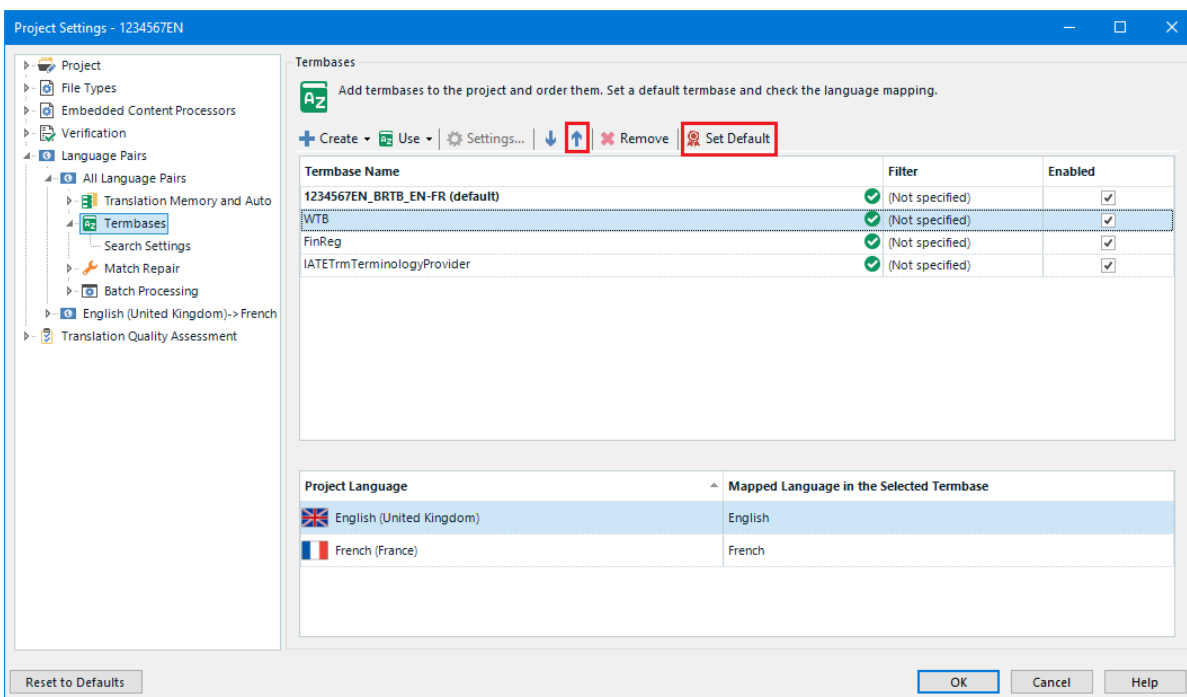 Project Settings - 1234567EN
Project
File Types
Embedded Content Processors
Verification
Language Pairs
All Language Pairs
Translation Memory and Auto
Termbases
Search Settings
Match Repair
Batch Processing
English (United Kingdom)->French
Translation Quality Assessment
Termbases
Add termbases to the project and order them. Set a default termbase and check the language mapping.
Create Use Settings... Remove Set Default
Termbase Name Filter Enabled
1234567EN_BRTB_EN-FR (default) (Not specified)
WTB (Not specified)
FinReg (Not specified)
IATETrmTerminologyProvider (Not specified)
Project Language Mapped Language in the Selected Termbase
English (United Kingdom) English
French (France) French
Reset to Defaults OK Cancel Help